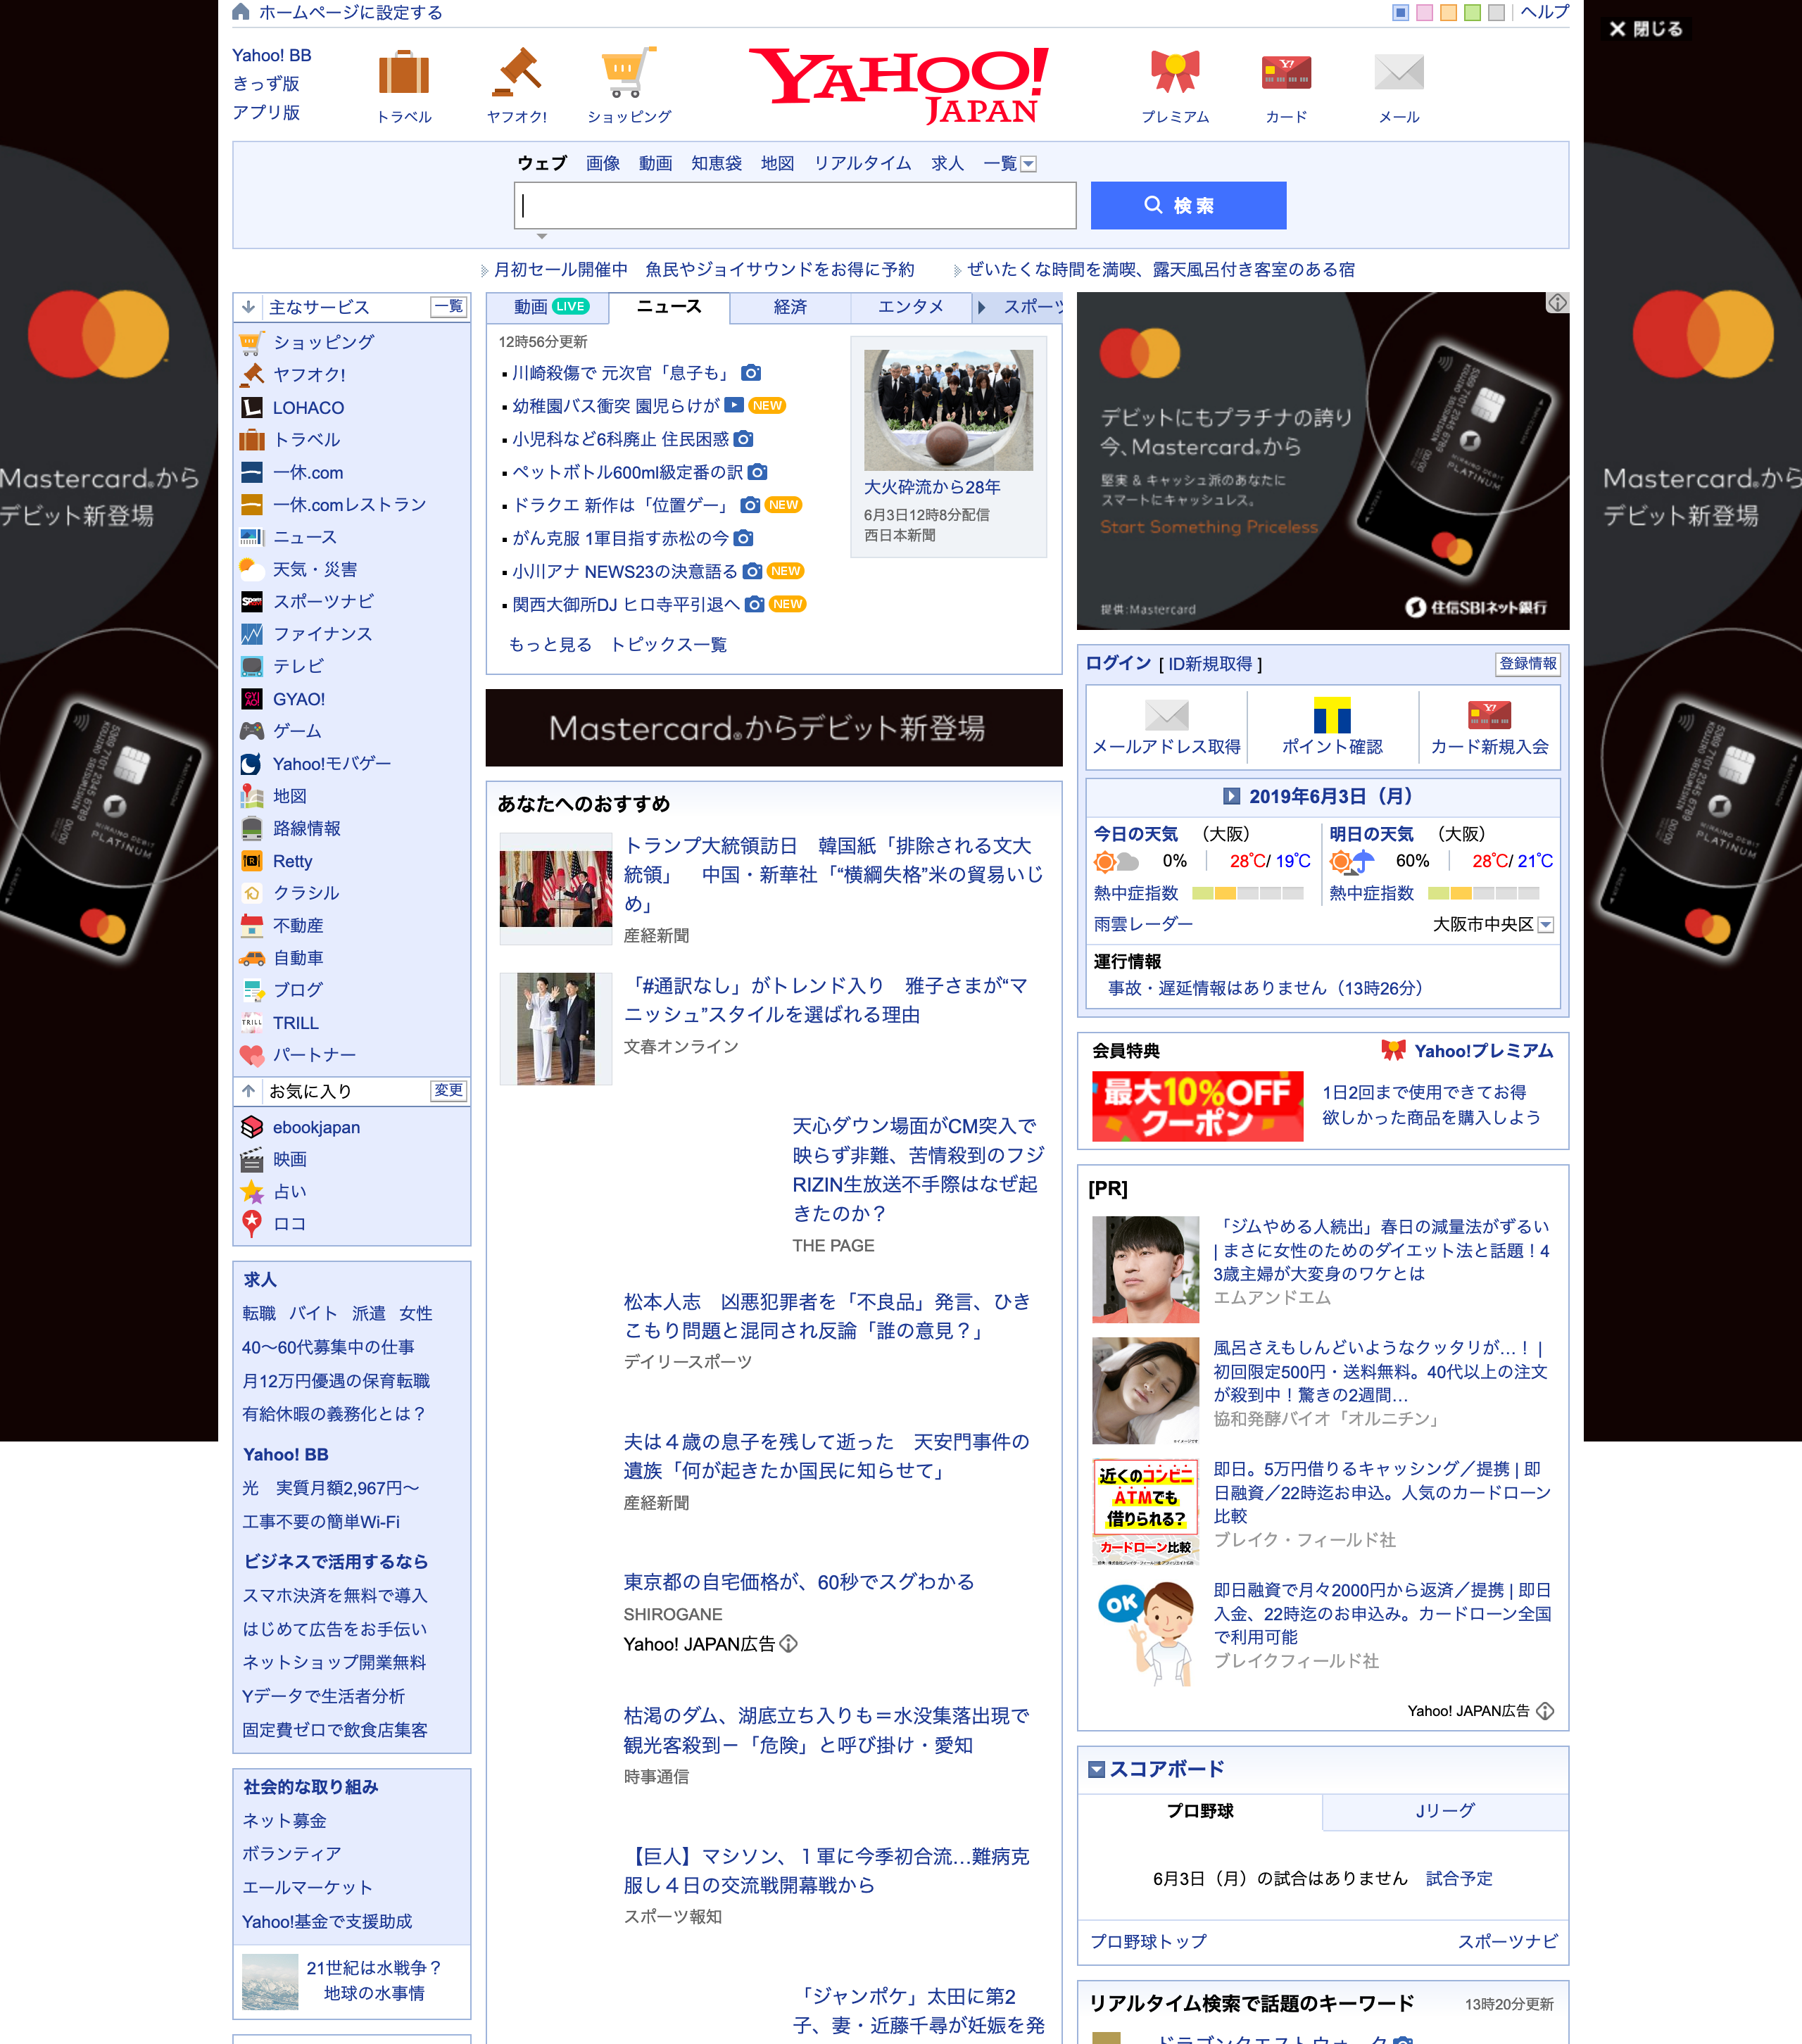 ホームページに設定する
ヘルプ
Yahoo! BB
きっず版
アプリ版
トラベル
ヤフオク!
ショッピング
YAHOO!
JAPAN
プレミアム
カード
メール
ウェブ 画像 動画 知恵袋 地図 リアルタイム 求人 一覧
検索
月初セール開催中 魚民やジョイサウンドをお得に予約
ぜいたくな時間を満喫、露天風呂付き客室のある宿
主なサービス 一覧
ショッピング
ヤフオク!
LOHACO
トラベル
一休.com
一休.comレストラン
ニュース
天気・災害
スポーツナビ
ファイナンス
テレビ
GYAO!
ゲーム
Yahoo!モバゲー
地図
路線情報
Retty
クラシル
不動産
自動車
ブログ
TRILL
パートナー
お気に入り 変更
ebookjapan
映画
占い
ロコ
求人
転職 バイト 派遣 女性
40〜60代募集中の仕事
月12万円優遇の保育転職
有給休暇の義務化とは？
Yahoo! BB
光 実質月額2,967円〜
工事不要の簡単Wi-Fi
ビジネスで活用するなら
スマホ決済を無料で導入
はじめて広告をお手伝い
ネットショップ開業無料
Yデータで生活者分析
固定費ゼロで飲食店集客
社会的な取り組み
ネット募金
ボランティア
エールマーケット
Yahoo!基金で支援助成
21世紀は水戦争？
地球の水事情
動画 LIVE ニュース 経済 エンタメ スポーツ
12時56分更新
川崎殺傷で 元次官「息子も」
幼稚園バス衝突 園児らけが NEW
小児科など6科廃止 住民困惑
ペットボトル600ml級定番の訳
ドラクエ 新作は「位置ゲー」 NEW
がん克服 1軍目指す赤松の今
小川アナ NEWS23の決意語る NEW
関西大御所DJ ヒロ寺平引退へ NEW
もっと見る トピックス一覧
大火砕流から28年
6月3日12時8分配信
西日本新聞
Mastercard®からデビット新登場
あなたへのおすすめ
トランプ大統領訪日 韓国紙「排除される文大
統領」 中国・新華社「“横綱失格”米の貿易いじ
め」
産経新聞
「#通訳なし」がトレンド入り 雅子さまが“マ
ニッシュ”スタイルを選ばれる理由
文春オンライン
天心ダウン場面がCM突入で
映らず非難、苦情殺到のフジ
RIZIN生放送不手際はなぜ起
きたのか？
THE PAGE
松本人志 凶悪犯罪者を「不良品」発言、ひき
こもり問題と混同され反論「誰の意見？」
デイリースポーツ
夫は４歳の息子を残して逝った 天安門事件の
遺族「何が起きたか国民に知らせて」
産経新聞
東京都の自宅価格が、60秒でスグわかる
SHIROGANE
Yahoo! JAPAN広告
枯渇のダム、湖底立ち入りも＝水没集落出現で
観光客殺到－「危険」と呼び掛け・愛知
時事通信
【巨人】マシソン、１軍に今季初合流…難病克
服し４日の交流戦開幕戦から
スポーツ報知
「ジャンポケ」太田に第2
子、妻・近藤千尋が妊娠を発
デビットにもプラチナの誇り
今、Mastercard®から
堅実 & キャッシュ派のあなたに
スマートにキャッシュレス。
Start Something Priceless
提供：Mastercard
住信SBIネット銀行
ログイン [ ID新規取得 ] 登録情報
メールアドレス取得
ポイント確認
カード新規入会
2019年6月3日（月）
今日の天気 （大阪）
0% 28℃/ 19℃
熱中症指数
明日の天気 （大阪）
60% 28℃/ 21℃
熱中症指数
雨雲レーダー 大阪市中央区
運行情報
事故・遅延情報はありません（13時26分）
会員特典 Yahoo!プレミアム
最大10%OFF
クーポン
1日2回まで使用できてお得
欲しかった商品を購入しよう
[PR]
「ジムやめる人続出」春日の減量法がずるい
| まさに女性のためのダイエット法と話題！4
3歳主婦が大変身のワケとは
エムアンドエム
風呂さえもしんどいようなクッタリが…！ |
初回限定500円・送料無料。40代以上の注文
が殺到中！驚きの2週間...
協和発酵バイオ「オルニチン」
近くのコンビニ
ATMでも
借りられる?
カードローン比較
即日。5万円借りるキャッシング／提携 | 即
日融資／22時迄お申込。人気のカードローン
比較
ブレイク・フィールド社
OK
即日融資で月々2000円から返済／提携 | 即日
入金、22時迄のお申込み。カードローン全国
で利用可能
ブレイクフィールド社
Yahoo! JAPAN広告
スコアボード
プロ野球 Jリーグ
6月3日（月）の試合はありません 試合予定
プロ野球トップ スポーツナビ
リアルタイム検索で話題のキーワード 13時20分更新
ドラゴンクエストウォーク
Mastercard®から
デビット新登場
閉じる
Mastercard®から
デビット新登場